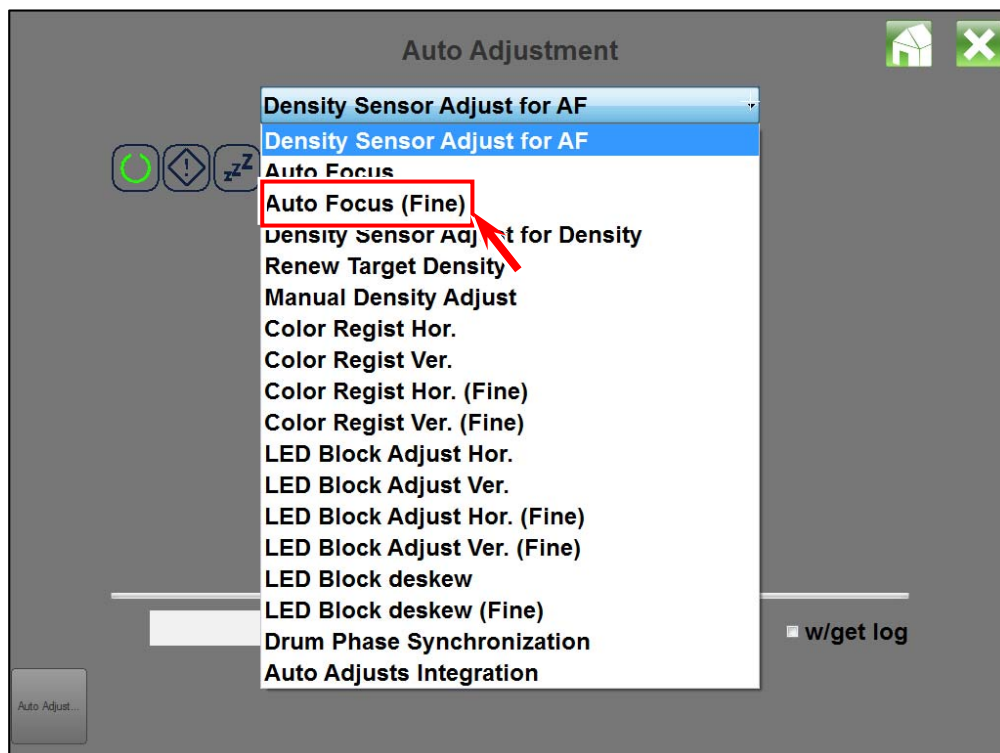 Auto Adjustment
Density Sensor Adjust for AF
Density Sensor Adjust for AF
zzZ
Auto Focus
Auto Focus (Fine)
Density Sensor Adjust for Density
Renew Target Density
Manual Density Adjust
Color Regist Hor.
Color Regist Ver.
Color Regist Hor. (Fine)
Color Regist Ver. (Fine)
LED Block Adjust Hor.
LED Block Adjust Ver.
LED Block Adjust Hor. (Fine)
LED Block Adjust Ver. (Fine)
LED Block deskew
LED Block deskew (Fine)
Drum Phase Synchronization
w/get log
Auto Adjusts Integration
Auto Adjust...